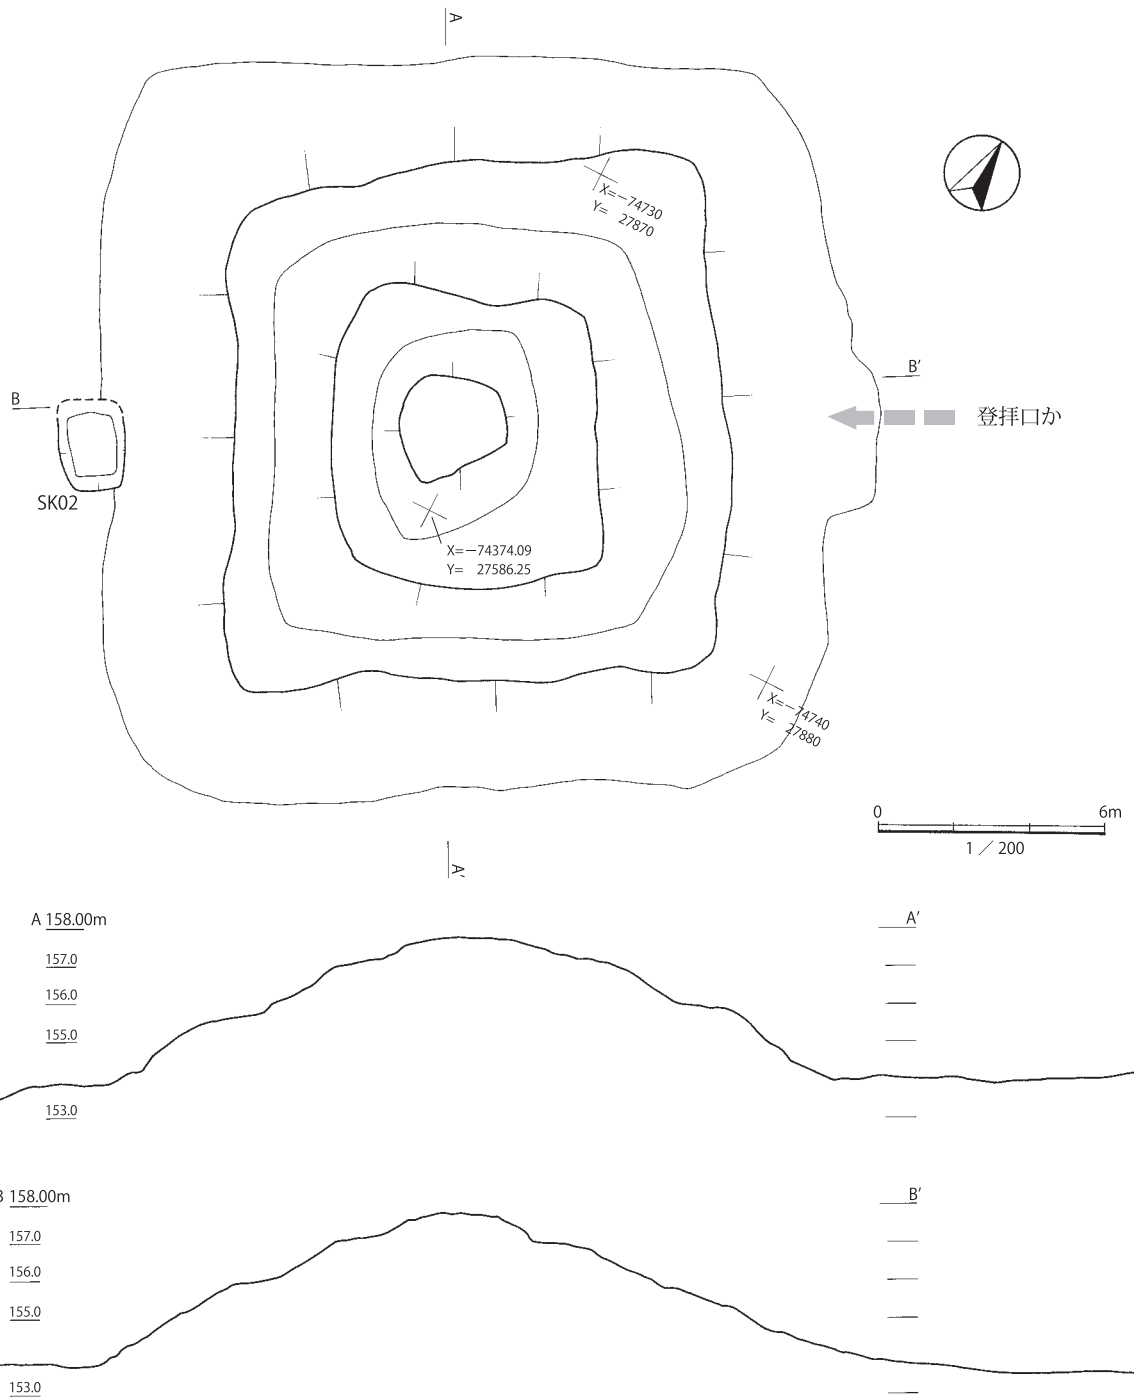 A
X=−74730
Y= 27870
B
B′
登拝口か
SK02
X=−74374.09
Y= 27586.25
X=−74740
Y= 27880
0 6m
1 ／ 200
A′
A 158.00m A′
157.0
156.0
155.0
153.0
B 158.00m B′
157.0
156.0
155.0
153.0